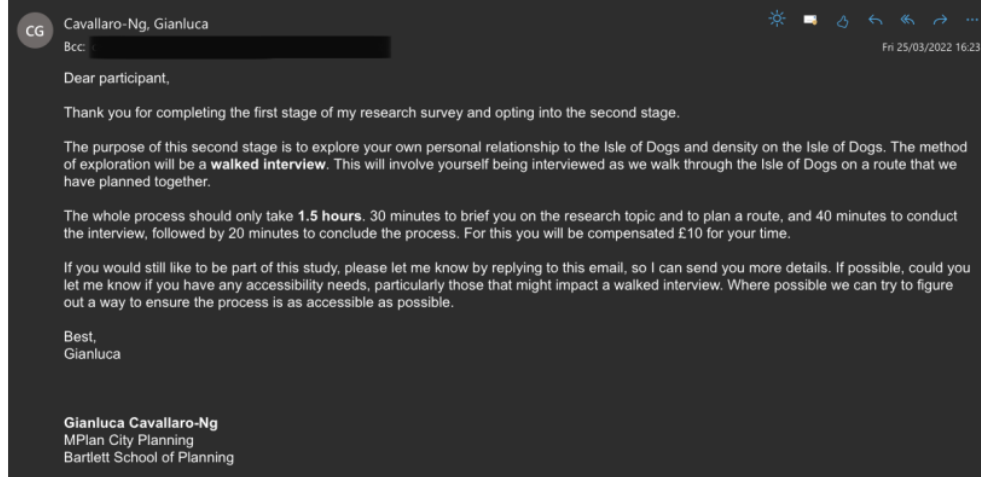 CG
Cavallaro-Ng, Gianluca
Bcc:
Fri 25/03/2022 16:23
Dear participant,
Thank you for completing the first stage of my research survey and opting into the second stage.
The purpose of this second stage is to explore your own personal relationship to the Isle of Dogs and density on the Isle of Dogs. The method
of exploration will be a walked interview. This will involve yourself being interviewed as we walk through the Isle of Dogs on a route that we
have planned together.
The whole process should only take 1.5 hours. 30 minutes to brief you on the research topic and to plan a route, and 40 minutes to conduct
the interview, followed by 20 minutes to conclude the process. For this you will be compensated £10 for your time.
If you would still like to be part of this study, please let me know by replying to this email, so I can send you more details. If possible, could you
let me know if you have any accessibility needs, particularly those that might impact a walked interview. Where possible we can try to figure
out a way to ensure the process is as accessible as possible.
Best,
Gianluca
Gianluca Cavallaro-Ng
MPlan City Planning
Bartlett School of Planning